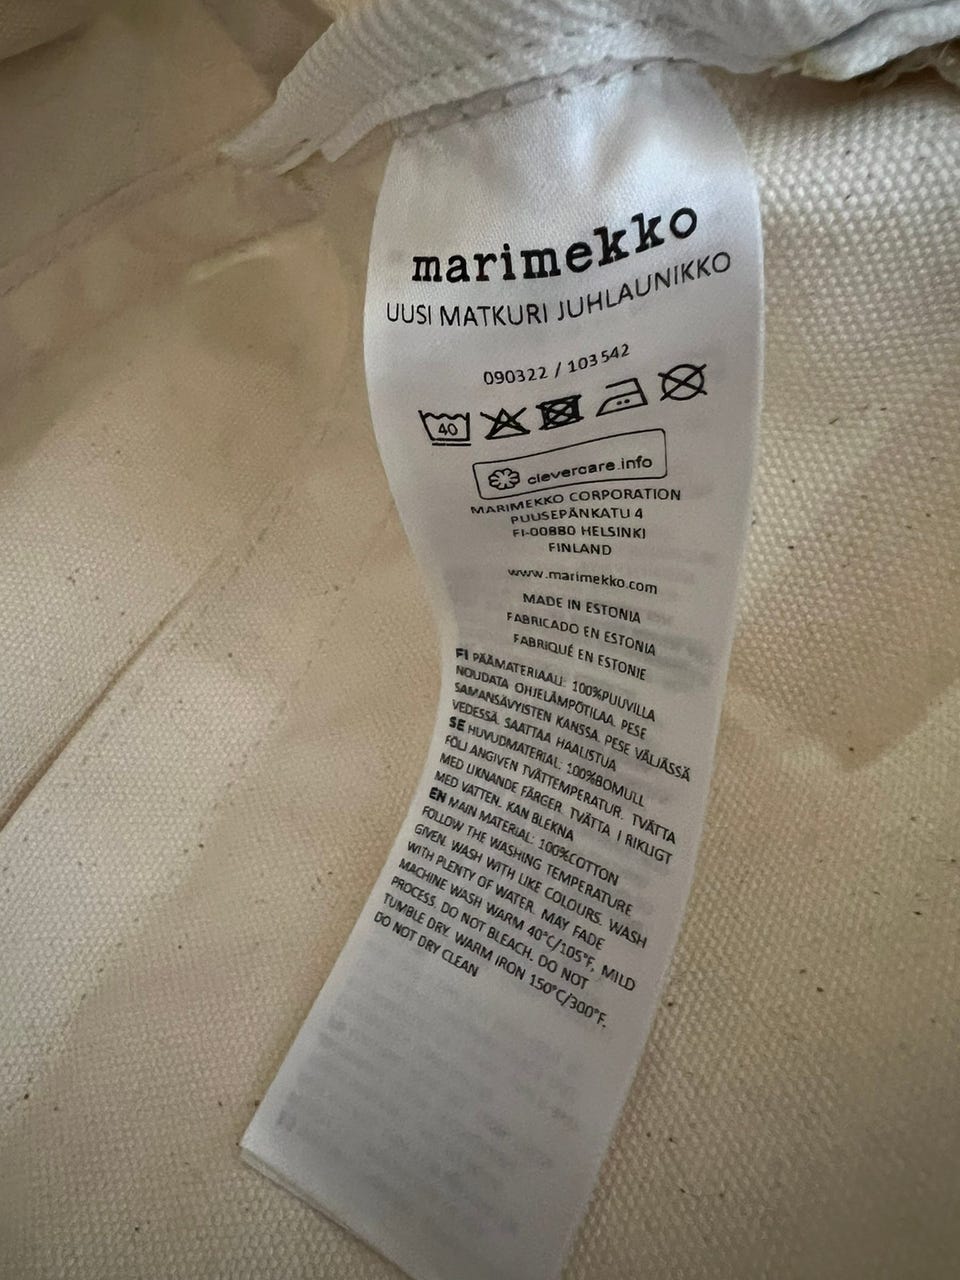 marimekko
UUSI MATKURI JUHLAUNIKKO
090322 / 103542
40
clevercare.info
MARIMEKKO CORPORATION
PUUSEPÄNKATU 4
FI-00880 HELSINKI
FINLAND
www.marimekko.com
MADE IN ESTONIA
FABRICADO EN ESTONIA
FABRIQUÉ EN ESTONIE
FI PÄÄMATERIAALI: 100%PUUVILLA
NOUDATA OHJELÄMPÖTILAA. PESE
SAMANSÄVYISTEN KANSSA. PESE VÄLJÄSSÄ
VEDESSÄ. SAATTAA HAALISTUA
SE HUVUDMATERIAL: 100%BOMULL
FÖLJ ANGIVEN TVÄTTEMPERATUR. TVÄTTA
MED LIKNANDE FÄRGER. TVÄTTA I RIKLIGT
MED VATTEN. KAN BLEKNA
EN MAIN MATERIAL: 100%COTTON
FOLLOW THE WASHING TEMPERATURE
GIVEN. WASH WITH LIKE COLOURS. WASH
WITH PLENTY OF WATER. MAY FADE
MACHINE WASH WARM 40°C/105°F, MILD
PROCESS. DO NOT BLEACH. DO NOT
TUMBLE DRY. WARM IRON 150°C/300°F.
DO NOT DRY CLEAN